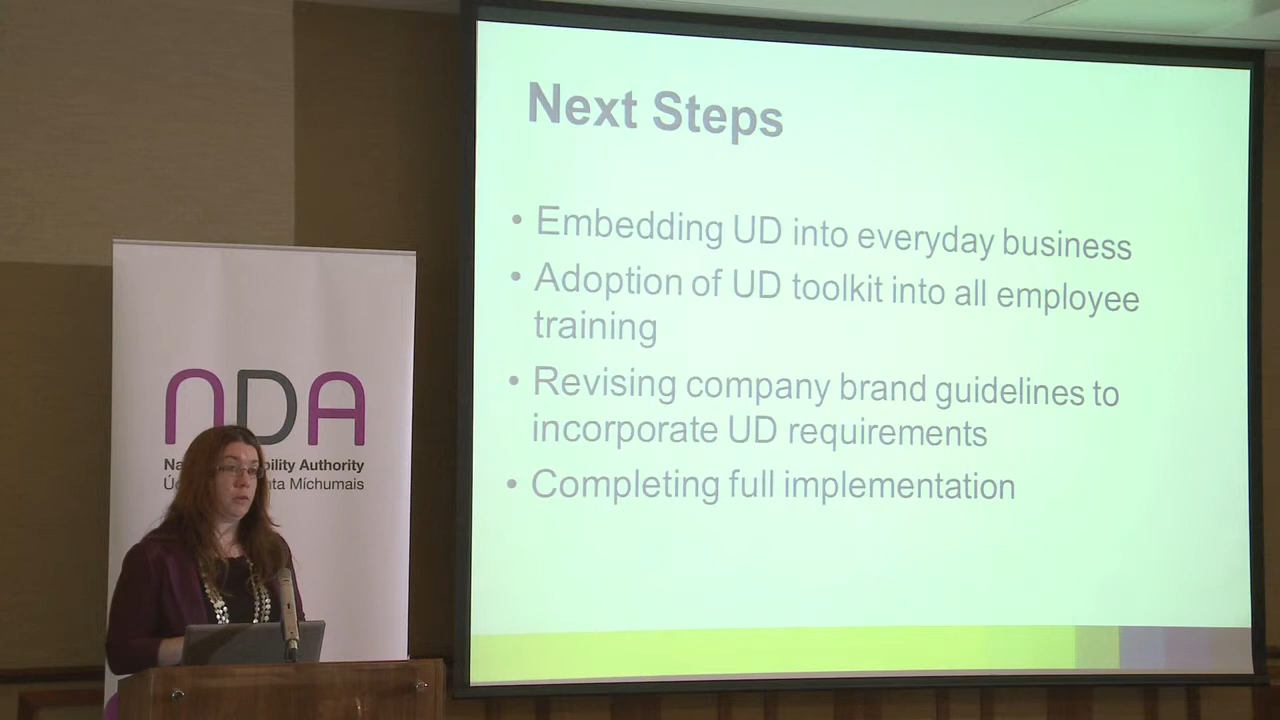 Next Steps
• Embedding UD into everyday business
• Adoption of UD toolkit into all employee
training
• Revising company brand guidelines to
incorporate UD requirements
• Completing full implementation
NDA
Authority
Míchumais